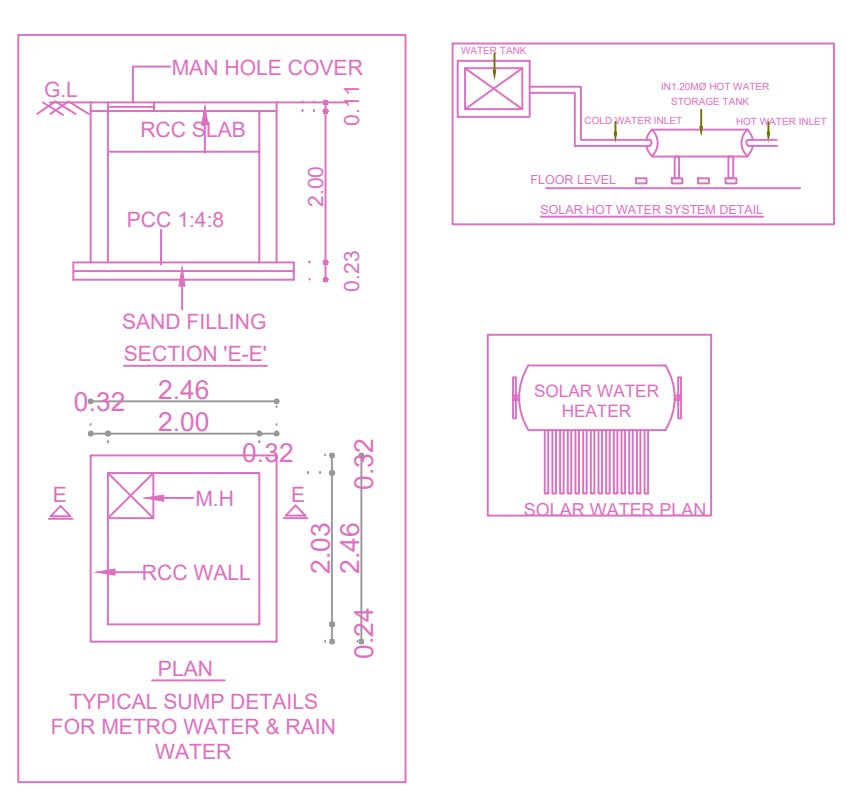 MAN HOLE COVER
G.L
RCC SLAB
0.11
2.00
PCC 1:4:8
0.23
SAND FILLING
SECTION 'E-E'
2.46
0.32
2.00
0.32
0.32
E
M.H
E
2.03
2.46
RCC WALL
0.24
PLAN
TYPICAL SUMP DETAILS
FOR METRO WATER & RAIN
WATER
WATER TANK
IN1.20MØ HOT WATER
STORAGE TANK
COLD WATER INLET
HOT WATER INLET
FLOOR LEVEL
SOLAR HOT WATER SYSTEM DETAIL
SOLAR WATER
HEATER
SOLAR WATER PLAN